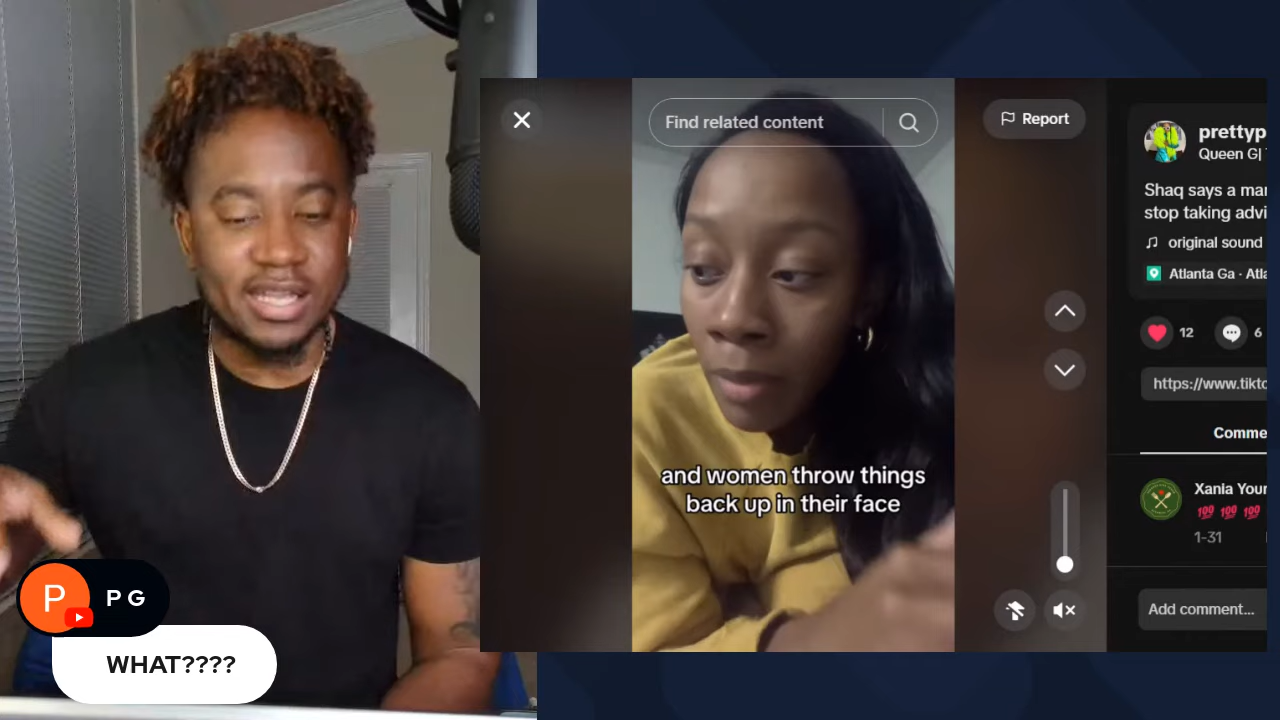 Find related content
Report
and women throw things
back up in their face
prettyp
Queen G|
Shaq says a mar
stop taking advi
original sound
Atlanta Ga · Atla
12
6
https://www.tikto
Comme
Xania Your
💯 💯 💯
1-31
Add comment...
P
P G
WHAT????